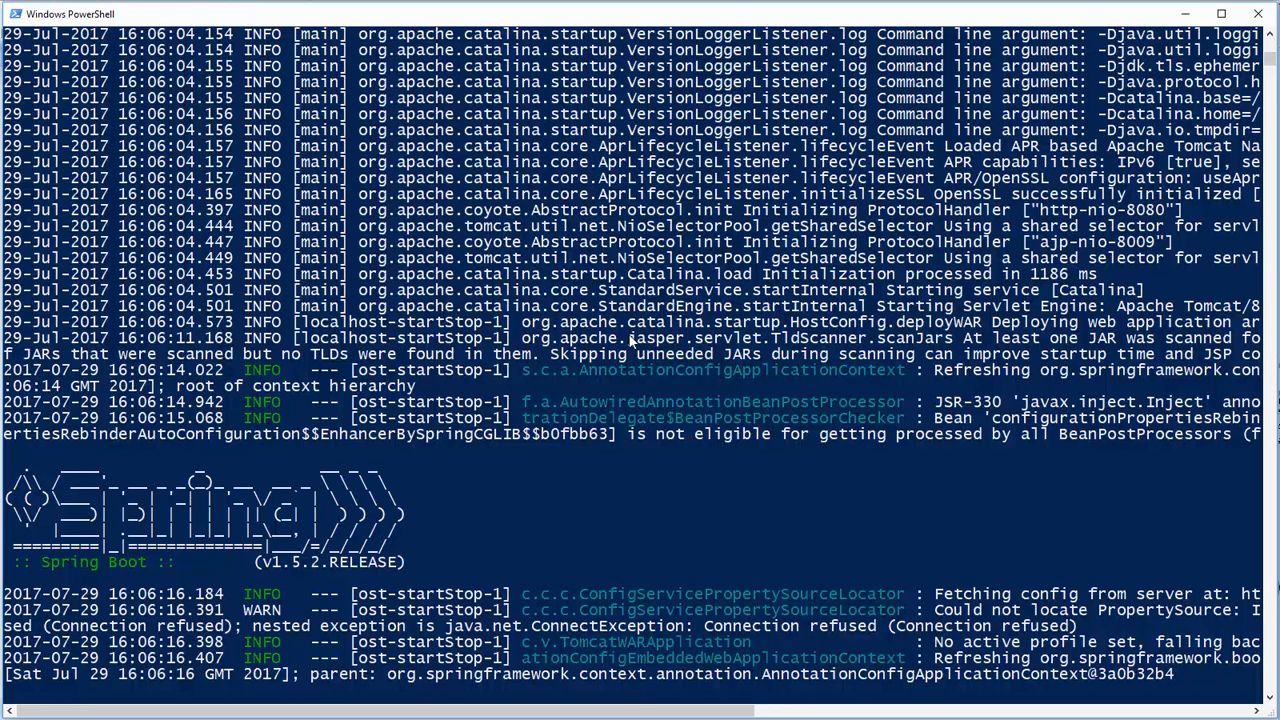 Windows PowerShell
29-Jul-2017 16:06:04.154 INFO [main] org.apache.catalina.startup.VersionLoggerListener.log Command line argument: -Djava.util.loggi
29-Jul-2017 16:06:04.154 INFO [main] org.apache.catalina.startup.VersionLoggerListener.log Command line argument: -Djava.util.loggi
29-Jul-2017 16:06:04.155 INFO [main] org.apache.catalina.startup.VersionLoggerListener.log Command line argument: -Djdk.tls.ephemer
29-Jul-2017 16:06:04.155 INFO [main] org.apache.catalina.startup.VersionLoggerListener.log Command line argument: -Djava.protocol.h
29-Jul-2017 16:06:04.156 INFO [main] org.apache.catalina.startup.VersionLoggerListener.log Command line argument: -Dcatalina.base=/
29-Jul-2017 16:06:04.156 INFO [main] org.apache.catalina.startup.VersionLoggerListener.log Command line argument: -Dcatalina.home=/
29-Jul-2017 16:06:04.156 INFO [main] org.apache.catalina.startup.VersionLoggerListener.log Command line argument: -Djava.io.tmpdir=
29-Jul-2017 16:06:04.157 INFO [main] org.apache.catalina.core.AprLifecycleListener.lifecycleEvent Loaded APR based Apache Tomcat Na
29-Jul-2017 16:06:04.157 INFO [main] org.apache.catalina.core.AprLifecycleListener.lifecycleEvent APR capabilities: IPv6 [true], se
29-Jul-2017 16:06:04.157 INFO [main] org.apache.catalina.core.AprLifecycleListener.lifecycleEvent APR/OpenSSL configuration: useApr
29-Jul-2017 16:06:04.165 INFO [main] org.apache.catalina.core.AprLifecycleListener.initializeSSL OpenSSL successfully initialized [
29-Jul-2017 16:06:04.397 INFO [main] org.apache.coyote.AbstractProtocol.init Initializing ProtocolHandler ["http-nio-8080"]
29-Jul-2017 16:06:04.444 INFO [main] org.apache.tomcat.util.net.NioSelectorPool.getSharedSelector Using a shared selector for servl
29-Jul-2017 16:06:04.447 INFO [main] org.apache.coyote.AbstractProtocol.init Initializing ProtocolHandler ["ajp-nio-8009"]
29-Jul-2017 16:06:04.449 INFO [main] org.apache.tomcat.util.net.NioSelectorPool.getSharedSelector Using a shared selector for servl
29-Jul-2017 16:06:04.453 INFO [main] org.apache.catalina.startup.Catalina.load Initialization processed in 1186 ms
29-Jul-2017 16:06:04.501 INFO [main] org.apache.catalina.core.StandardService.startInternal Starting service [Catalina]
29-Jul-2017 16:06:04.501 INFO [main] org.apache.catalina.core.StandardEngine.startInternal Starting Servlet Engine: Apache Tomcat/8
29-Jul-2017 16:06:04.573 INFO [localhost-startStop-1] org.apache.catalina.startup.HostConfig.deployWAR Deploying web application ar
29-Jul-2017 16:06:11.168 INFO [localhost-startStop-1] org.apache.jasper.servlet.TldScanner.scanJars At least one JAR was scanned fo
f JARs that were scanned but no TLDs were found in them. Skipping unneeded JARs during scanning can improve startup time and JSP co
2017-07-29 16:06:14.022 INFO --- [ost-startStop-1] s.c.a.AnnotationConfigApplicationContext : Refreshing org.springframework.con
:06:14 GMT 2017]; root of context hierarchy
2017-07-29 16:06:14.942 INFO --- [ost-startStop-1] f.a.AutowiredAnnotationBeanPostProcessor : JSR-330 'javax.inject.Inject' anno
2017-07-29 16:06:15.068 INFO --- [ost-startStop-1] trationDelegate$BeanPostProcessorChecker : Bean 'configurationPropertiesRebin
ertiesRebinderAutoConfiguration$$EnhancerBySpringCGLIB$$b0fbb63] is not eligible for getting processed by all BeanPostProcessors (f
Spring
:: Spring Boot :: (v1.5.2.RELEASE)
2017-07-29 16:06:16.184 INFO --- [ost-startStop-1] c.c.c.ConfigServicePropertySourceLocator : Fetching config from server at: ht
2017-07-29 16:06:16.391 WARN --- [ost-startStop-1] c.c.c.ConfigServicePropertySourceLocator : Could not locate PropertySource: I
sed (Connection refused); nested exception is java.net.ConnectException: Connection refused (Connection refused)
2017-07-29 16:06:16.398 INFO --- [ost-startStop-1] c.v.TomcatWARApplication : No active profile set, falling bac
2017-07-29 16:06:16.407 INFO --- [ost-startStop-1] ationConfigEmbeddedWebApplicationContext : Refreshing org.springframework.boo
[Sat Jul 29 16:06:16 GMT 2017]; parent: org.springframework.context.annotation.AnnotationConfigApplicationContext@3a0b32b4